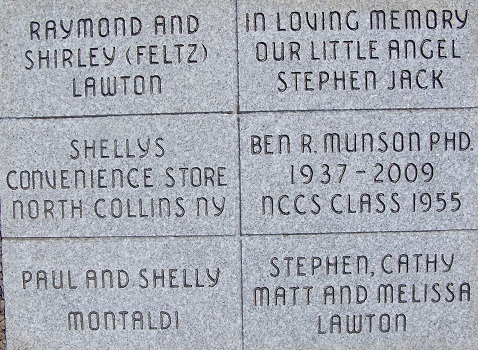 RAYMOND AND
SHIRLEY (FELTZ)
LAWTON
IN LOVING MEMORY
OUR LITTLE ANGEL
STEPHEN JACK
SHELLYS
CONVENIENCE STORE
NORTH COLLINS NY
BEN R. MUNSON PHD.
1937-2009
NCCS CLASS 1955
PAUL AND SHELLY
MONTALDI
STEPHEN, CATHY
MATT AND MELISSA
LAWTON